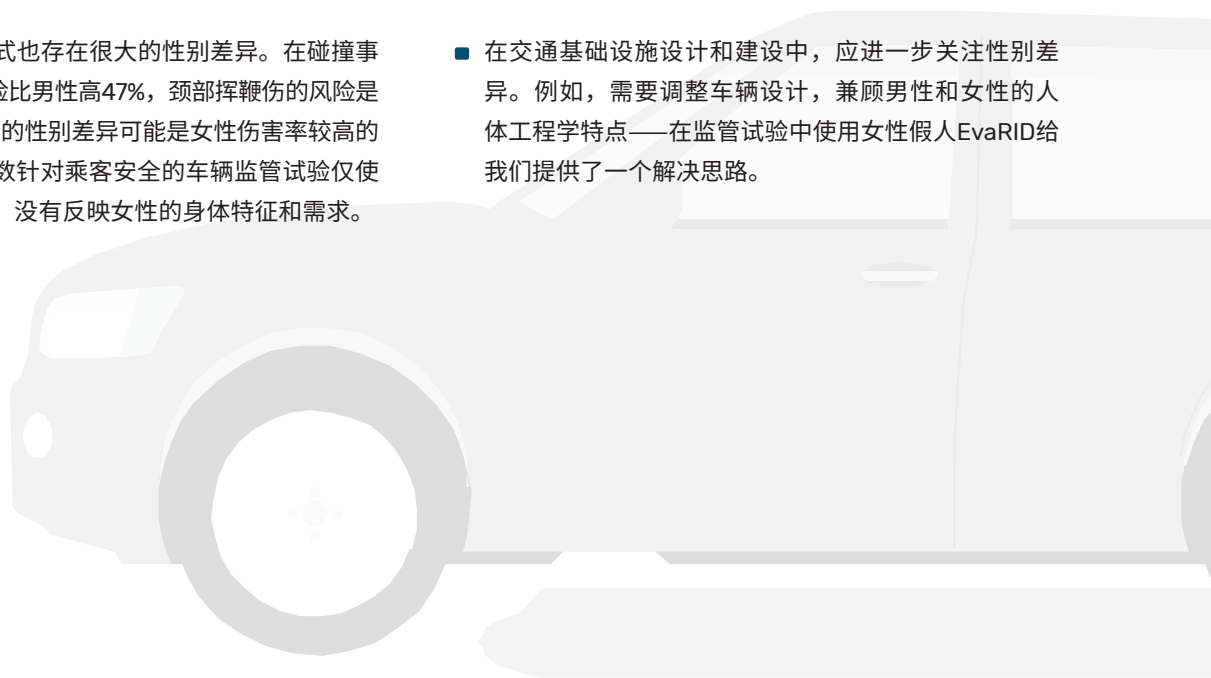 式也存在很大的性别差异。在碰撞事
险比男性高47%，颈部挥鞭伤的风险是
的性别差异可能是女性伤害率较高的
数针对乘客安全的车辆监管试验仅使
没有反映女性的身体特征和需求。
在交通基础设施设计和建设中，应进一步关注性别差
异。例如，需要调整车辆设计，兼顾男性和女性的人
体工程学特点——在监管试验中使用女性假人EvaRID给
我们提供了一个解决思路。